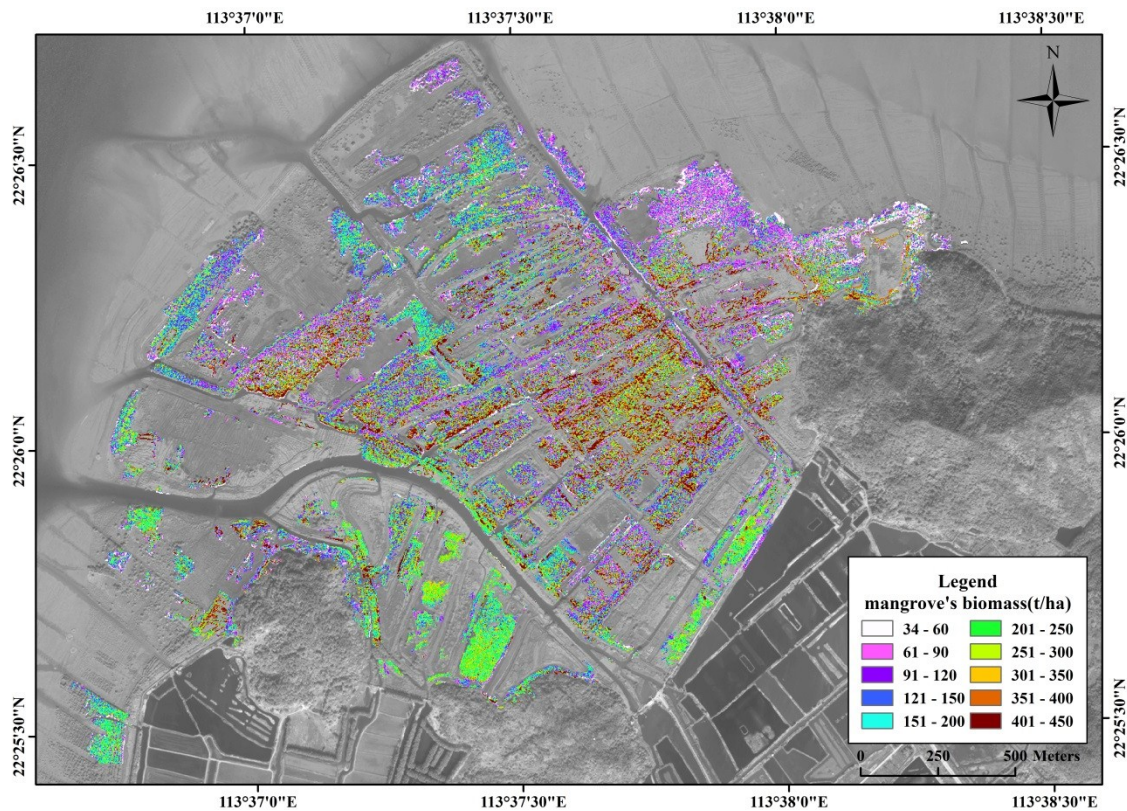 113°37'0"E 113°37'30"E 113°38'0"E 113°38'30"E
N
22°26'30"N 22°26'30"N
22°26'0"N 22°26'0"N
22°25'30"N 22°25'30"N
Legend
mangrove's biomass(t/ha)
34 - 60 201 - 250
61 - 90 251 - 300
91 - 120 301 - 350
121 - 150 351 - 400
151 - 200 401 - 450
0 250 500 Meters
113°37'0"E 113°37'30"E 113°38'0"E 113°38'30"E